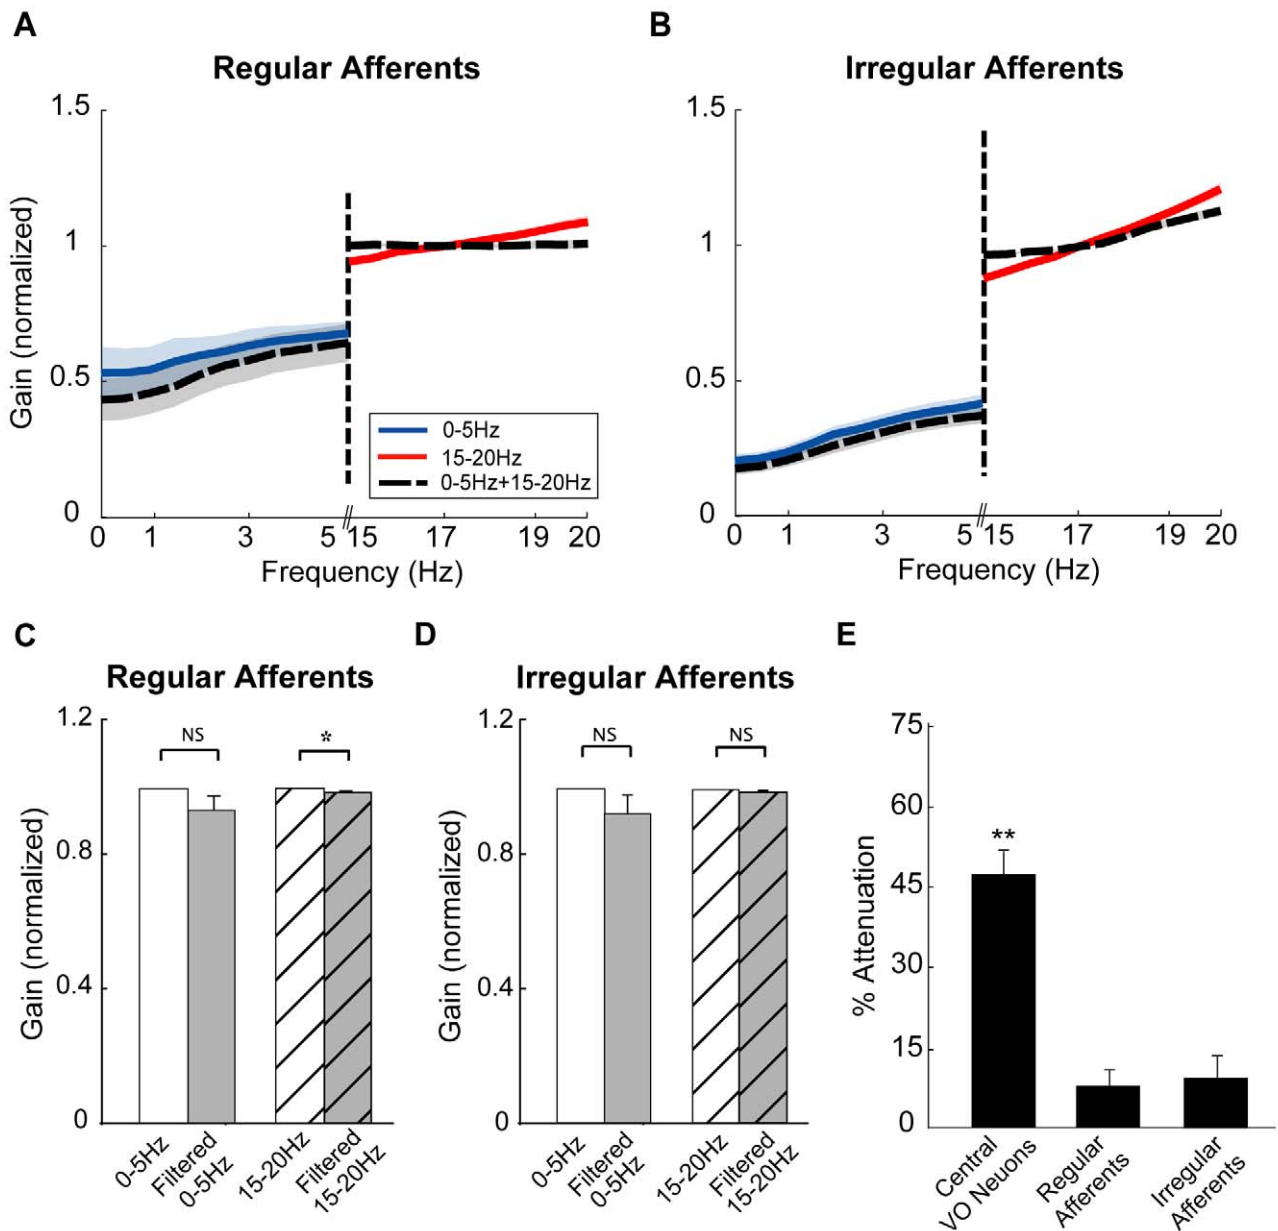 A
Regular Afferents
1.5
1
0.5
0
Gain (normalized)
0-5Hz
15-20Hz
0-5Hz+15-20Hz
0 1 3 5 15 17 19 20
Frequency (Hz)
B
Irregular Afferents
1.5
1
0.5
0
0 1 3 5 15 17 19 20
Frequency (Hz)
C
Regular Afferents
1.2
0.8
0.4
0
Gain (normalized)
NS
*
0-5Hz
Filtered
0-5Hz
15-20Hz
Filtered
15-20Hz
D
Irregular Afferents
1.2
0.8
0.4
0
Gain (normalized)
NS
NS
0-5Hz
Filtered
0-5Hz
15-20Hz
Filtered
15-20Hz
E
75
60
45
30
15
0
% Attenuation
**
Central
VO Neuons
Regular
Afferents
Irregular
Afferents